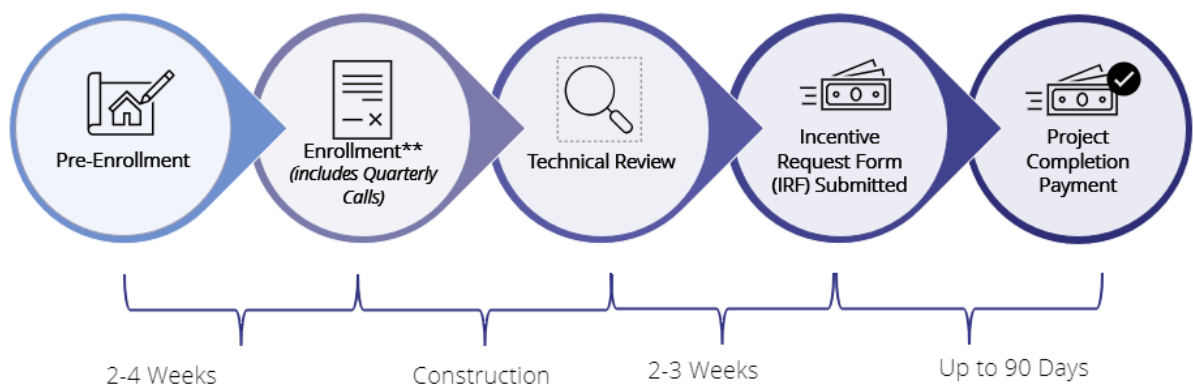 Pre-Enrollment
Enrollment**
(includes Quarterly
Calls)
Technical Review
Incentive
Request Form
(IRF) Submitted
Project
Completion
Payment
2-4 Weeks
Construction
2-3 Weeks
Up to 90 Days